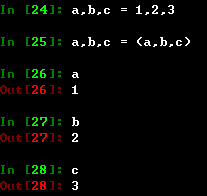 In [24]: a,b,c = 1,2,3
In [25]: a,b,c = (a,b,c)
In [26]: a
Out[26]: 1
In [27]: b
Out[27]: 2
In [28]: c
Out[28]: 3